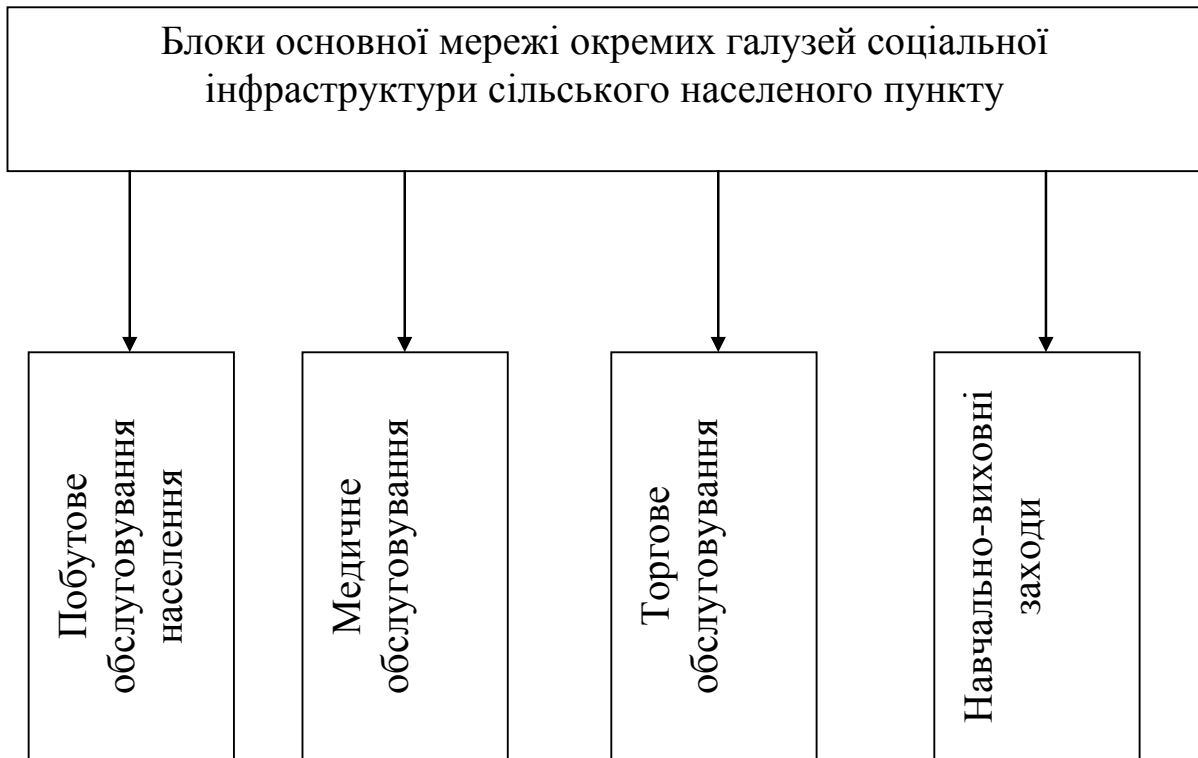 Блоки основної мережі окремих галузей соціальної
інфраструктури сільського населеного пункту
Побутове
обслуговування
населення
Медичне
обслуговування
Торгове
обслуговування
Навчально-виховні
заходи